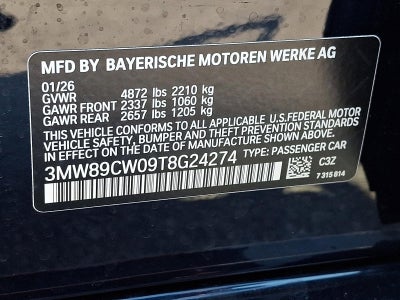 MFD BY BAYERISCHE MOTOREN WERKE AG
01/26
GVWR 4872 lbs 2210 kg
GAWR FRONT 2337 lbs 1060 kg
GAWR REAR 2657 lbs 1205 kg
THIS VEHICLE CONFORMS TO ALL APPLICABLE U.S.FEDERAL MOTOR
VEHICLE SAFETY, BUMPER, AND THEFT PREVENTION STANDARDS
IN EFFECT ON THE DATE OF MANUFACTURE SHOWN ABOVE.
3MW89CW09T8G24274 TYPE: PASSENGER CAR
C3Z
7 315 814